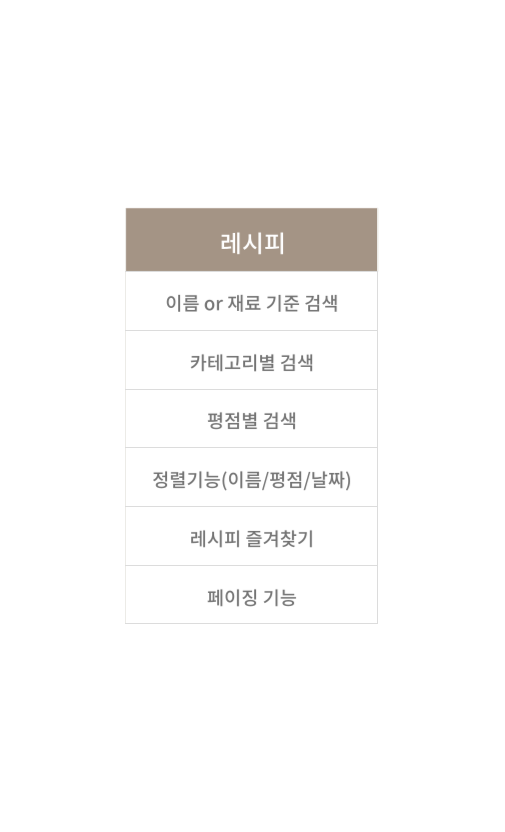 레시피
이름 or 재료 기준 검색
카테고리별 검색
평점별 검색
정렬기능(이름/평점/날짜)
레시피 즐겨찾기
페이징 기능